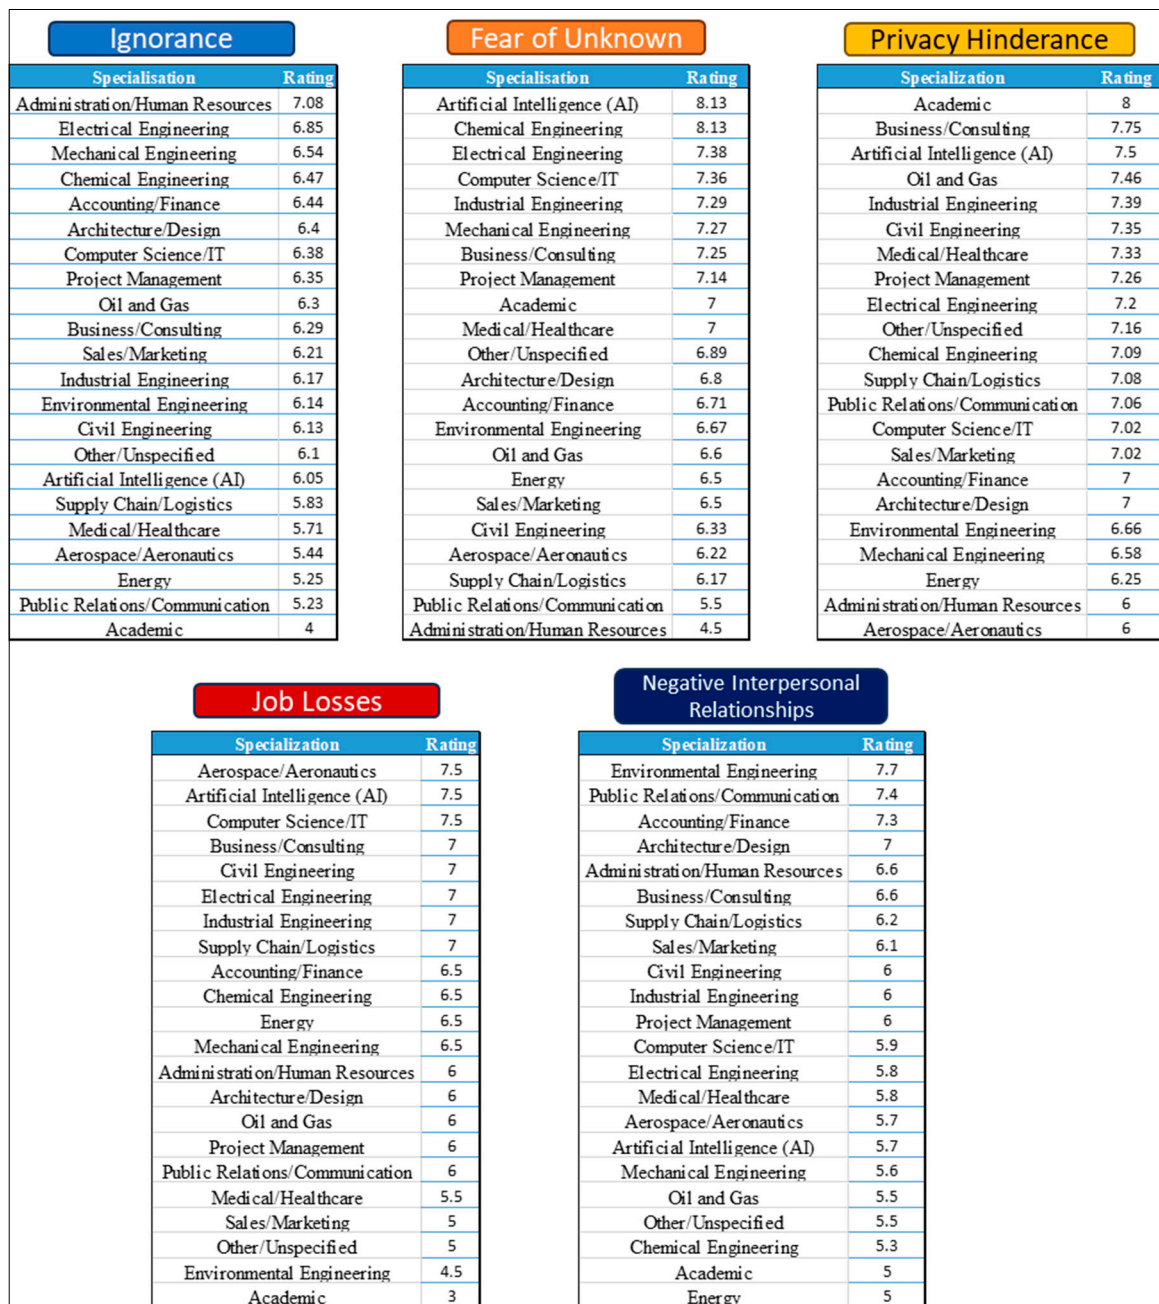 Ignorance
Specialisation Rating
Administration/Human Resources 7.08
Electrical Engineering 6.85
Mechanical Engineering 6.54
Chemical Engineering 6.47
Accounting/Finance 6.44
Architecture/Design 6.4
Computer Science/IT 6.38
Project Management 6.35
Oil and Gas 6.3
Business/Consulting 6.29
Sales/Marketing 6.21
Industrial Engineering 6.17
Environmental Engineering 6.14
Civil Engineering 6.13
Other/Unspecified 6.1
Artificial Intelligence (AI) 6.05
Supply Chain/Logistics 5.83
Medical/Healthcare 5.71
Aerospace/Aeronautics 5.44
Energy 5.25
Public Relations/Communication 5.23
Academic 4
Fear of Unknown
Specialisation Rating
Artificial Intelligence (AI) 8.13
Chemical Engineering 8.13
Electrical Engineering 7.38
Computer Science/IT 7.36
Industrial Engineering 7.29
Mechanical Engineering 7.27
Business/Consulting 7.25
Project Management 7.14
Academic 7
Medical/Healthcare 7
Other/Unspecified 6.89
Architecture/Design 6.8
Accounting/Finance 6.71
Environmental Engineering 6.67
Oil and Gas 6.6
Energy 6.5
Sales/Marketing 6.5
Civil Engineering 6.33
Aerospace/Aeronautics 6.22
Supply Chain/Logistics 6.17
Public Relations/Communication 5.5
Administration/Human Resources 4.5
Privacy Hinderance
Specialization Rating
Academic 8
Business/Consulting 7.75
Artificial Intelligence (AI) 7.5
Oil and Gas 7.46
Industrial Engineering 7.39
Civil Engineering 7.35
Medical/Healthcare 7.33
Project Management 7.26
Electrical Engineering 7.2
Other/Unspecified 7.16
Chemical Engineering 7.09
Supply Chain/Logistics 7.08
Public Relations/Communication 7.06
Computer Science/IT 7.02
Sales/Marketing 7.02
Accounting/Finance 7
Architecture/Design 7
Environmental Engineering 6.66
Mechanical Engineering 6.58
Energy 6.25
Administration/Human Resources 6
Aerospace/Aeronautics 6
Job Losses
Specialization Rating
Aerospace/Aeronautics 7.5
Artificial Intelligence (AI) 7.5
Computer Science/IT 7.5
Business/Consulting 7
Civil Engineering 7
Electrical Engineering 7
Industrial Engineering 7
Supply Chain/Logistics 7
Accounting/Finance 6.5
Chemical Engineering 6.5
Energy 6.5
Mechanical Engineering 6.5
Administration/Human Resources 6
Architecture/Design 6
Oil and Gas 6
Project Management 6
Public Relations/Communication 6
Medical/Healthcare 5.5
Sales/Marketing 5
Other/Unspecified 5
Environmental Engineering 4.5
Academic 3
Negative Interpersonal
Relationships
Specialization Rating
Environmental Engineering 7.7
Public Relations/Communication 7.4
Accounting/Finance 7.3
Architecture/Design 7
Administration/Human Resources 6.6
Business/Consulting 6.6
Supply Chain/Logistics 6.2
Sales/Marketing 6.1
Civil Engineering 6
Industrial Engineering 6
Project Management 6
Computer Science/IT 5.9
Electrical Engineering 5.8
Medical/Healthcare 5.8
Aerospace/Aeronautics 5.7
Artificial Intelligence (AI) 5.7
Mechanical Engineering 5.6
Oil and Gas 5.5
Other/Unspecified 5.5
Chemical Engineering 5.3
Academic 5
Energy 5